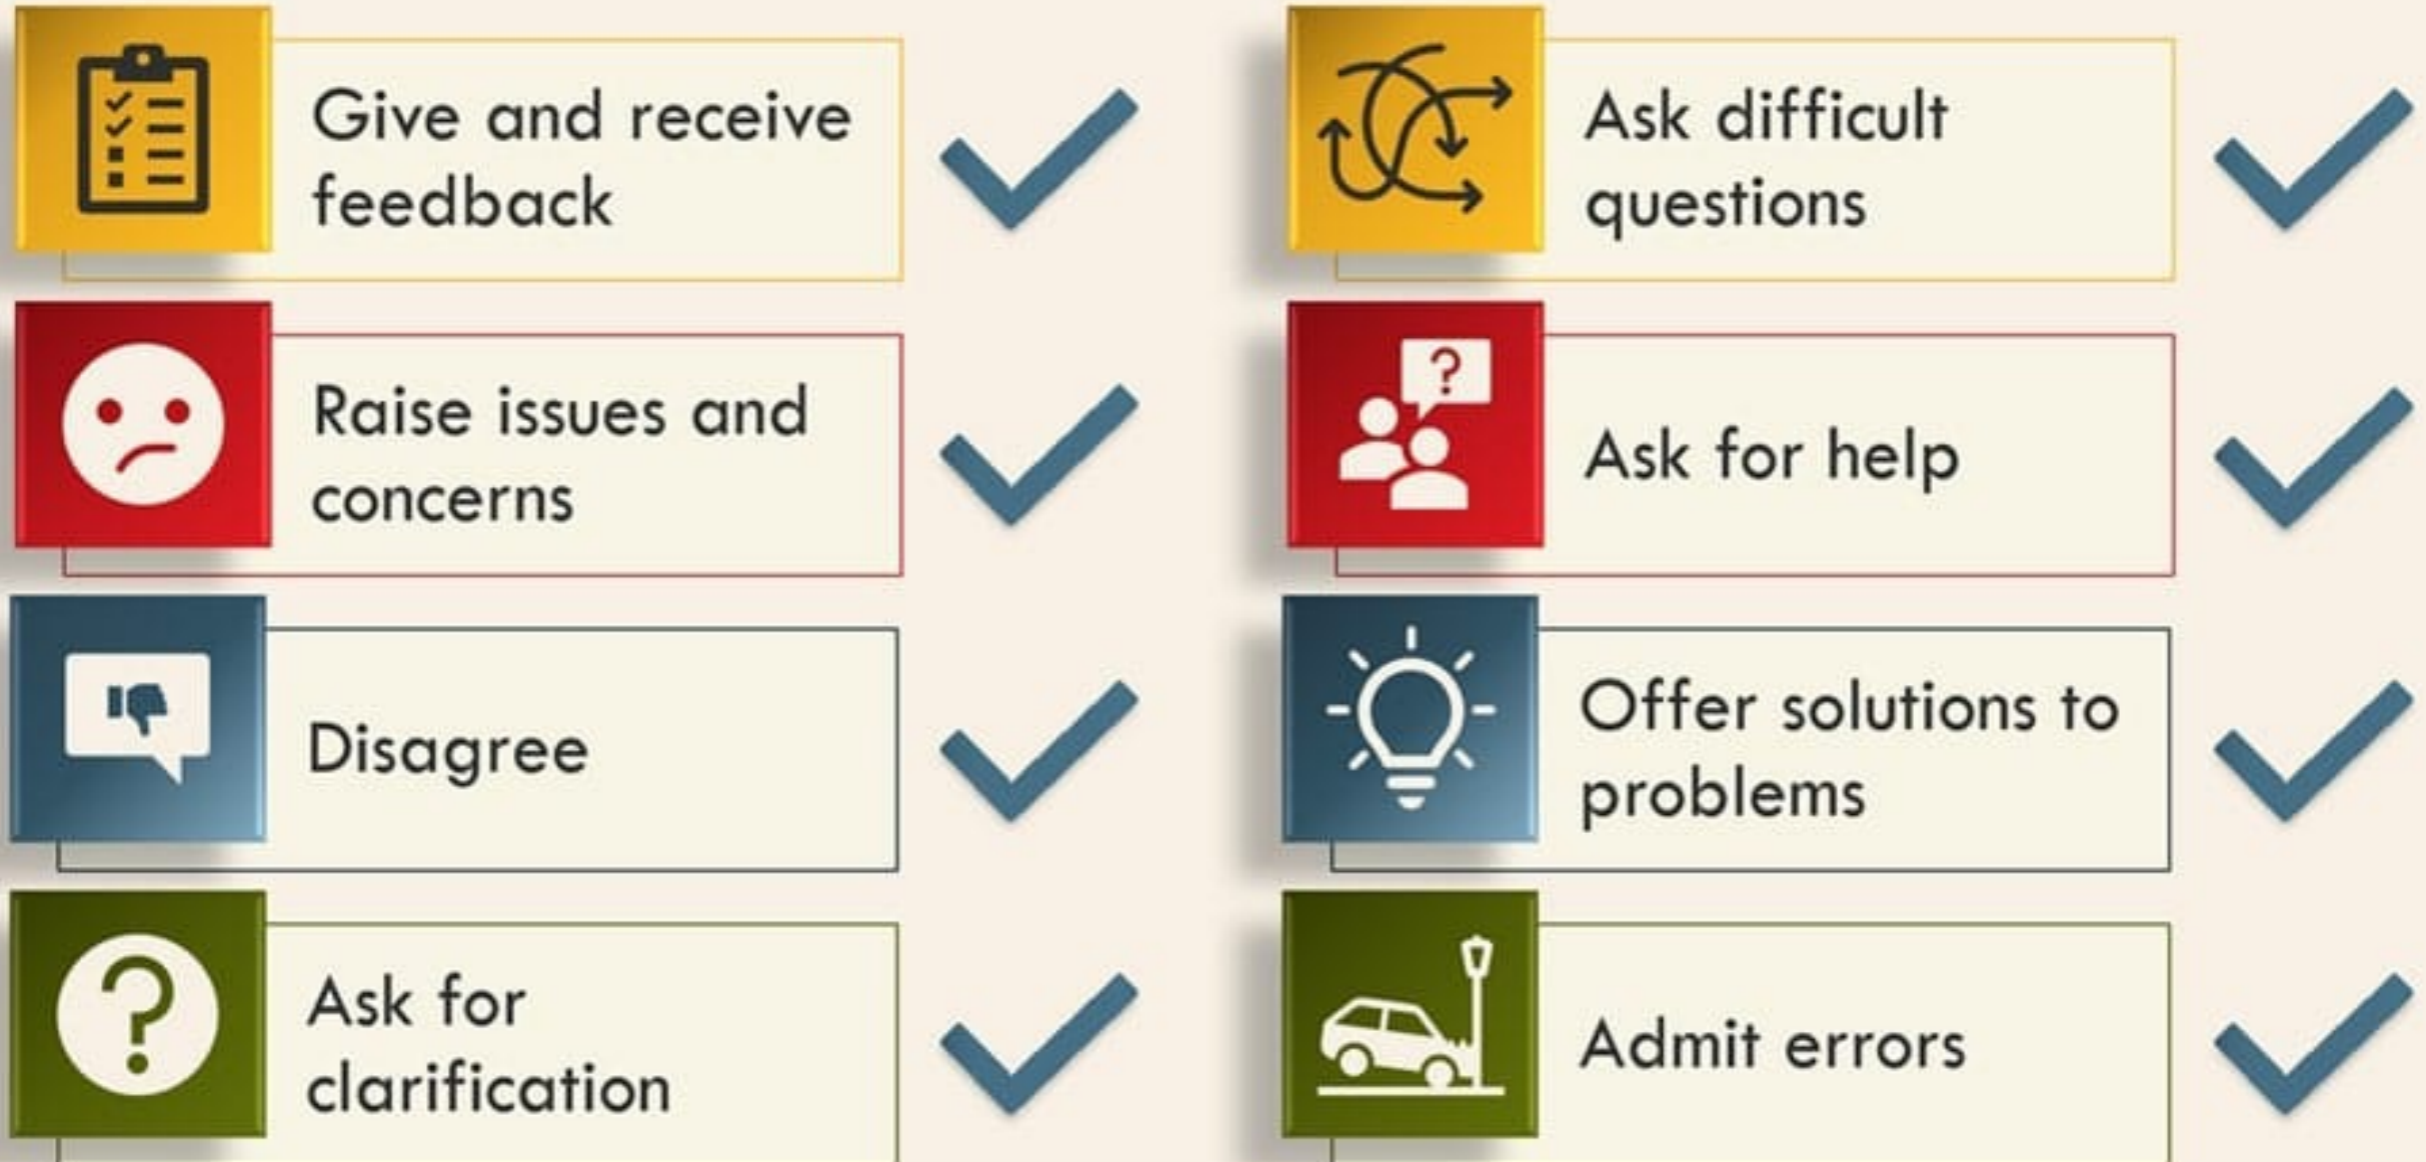 Give and receive
feedback
Ask difficult
questions
Raise issues and
concerns
?
Ask for help
Disagree
Offer solutions to
problems
?
Ask for
clarification
Admit errors